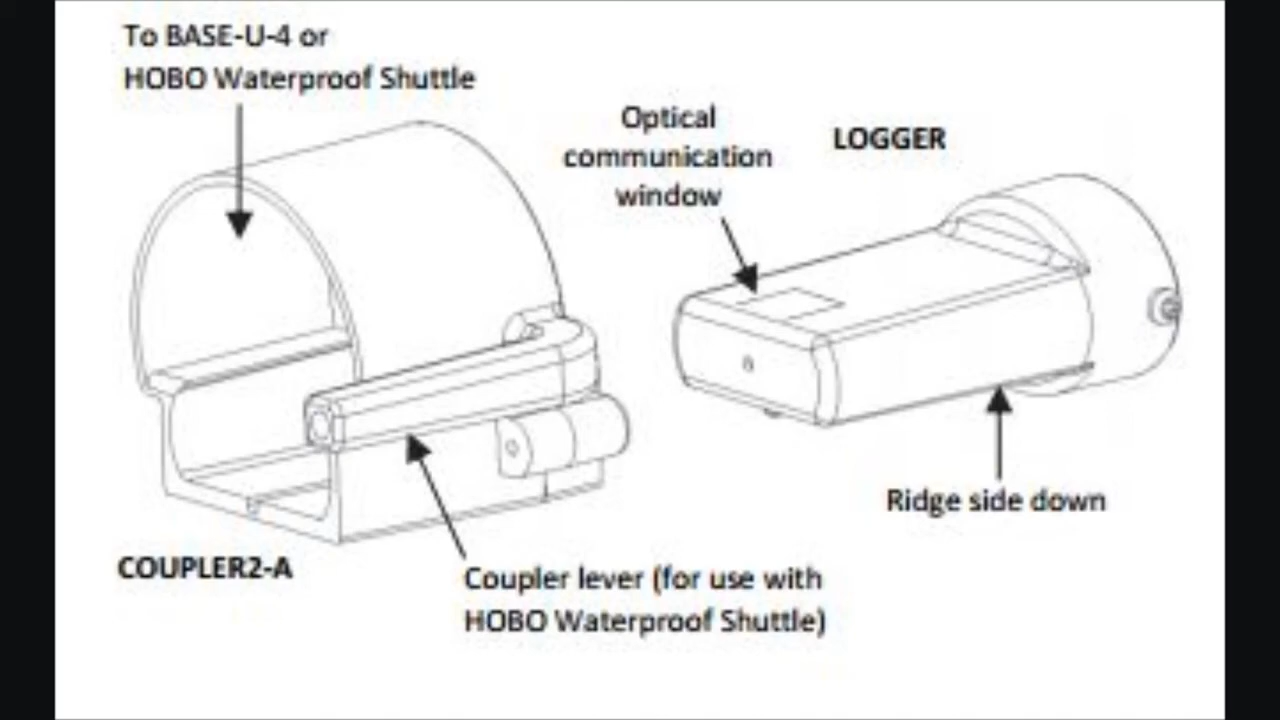 To BASE-U-4 or
HOBO Waterproof Shuttle
Optical
communication
window
LOGGER
Ridge side down
COUPLER2-A
Coupler lever (for use with
HOBO Waterproof Shuttle)